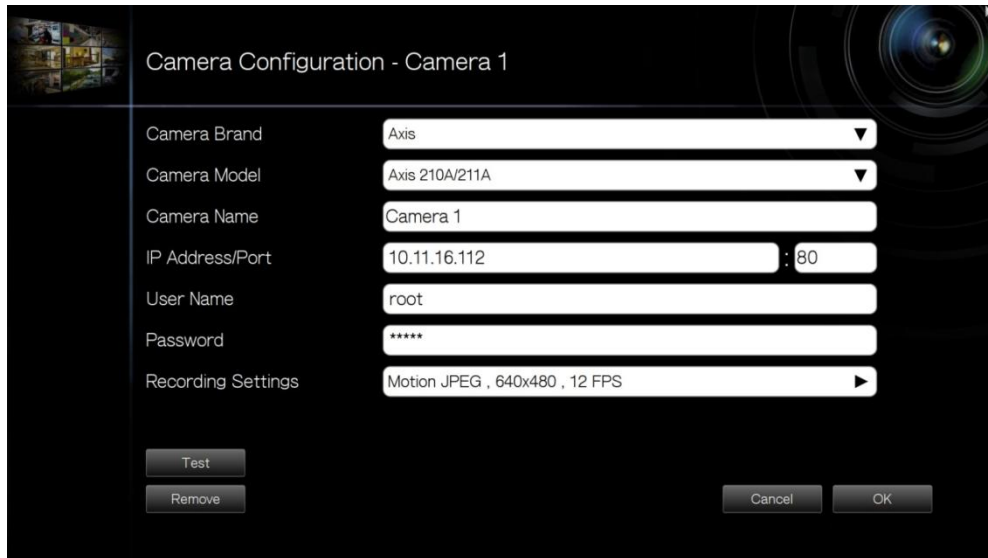 Camera Configuration - Camera 1
Camera Brand Axis ▼
Camera Model Axis 210A/211A ▼
Camera Name Camera 1
IP Address/Port 10.11.16.112 : 80
User Name root
Password *****
Recording Settings Motion JPEG , 640x480 , 12 FPS ►
Test
Remove Cancel OK